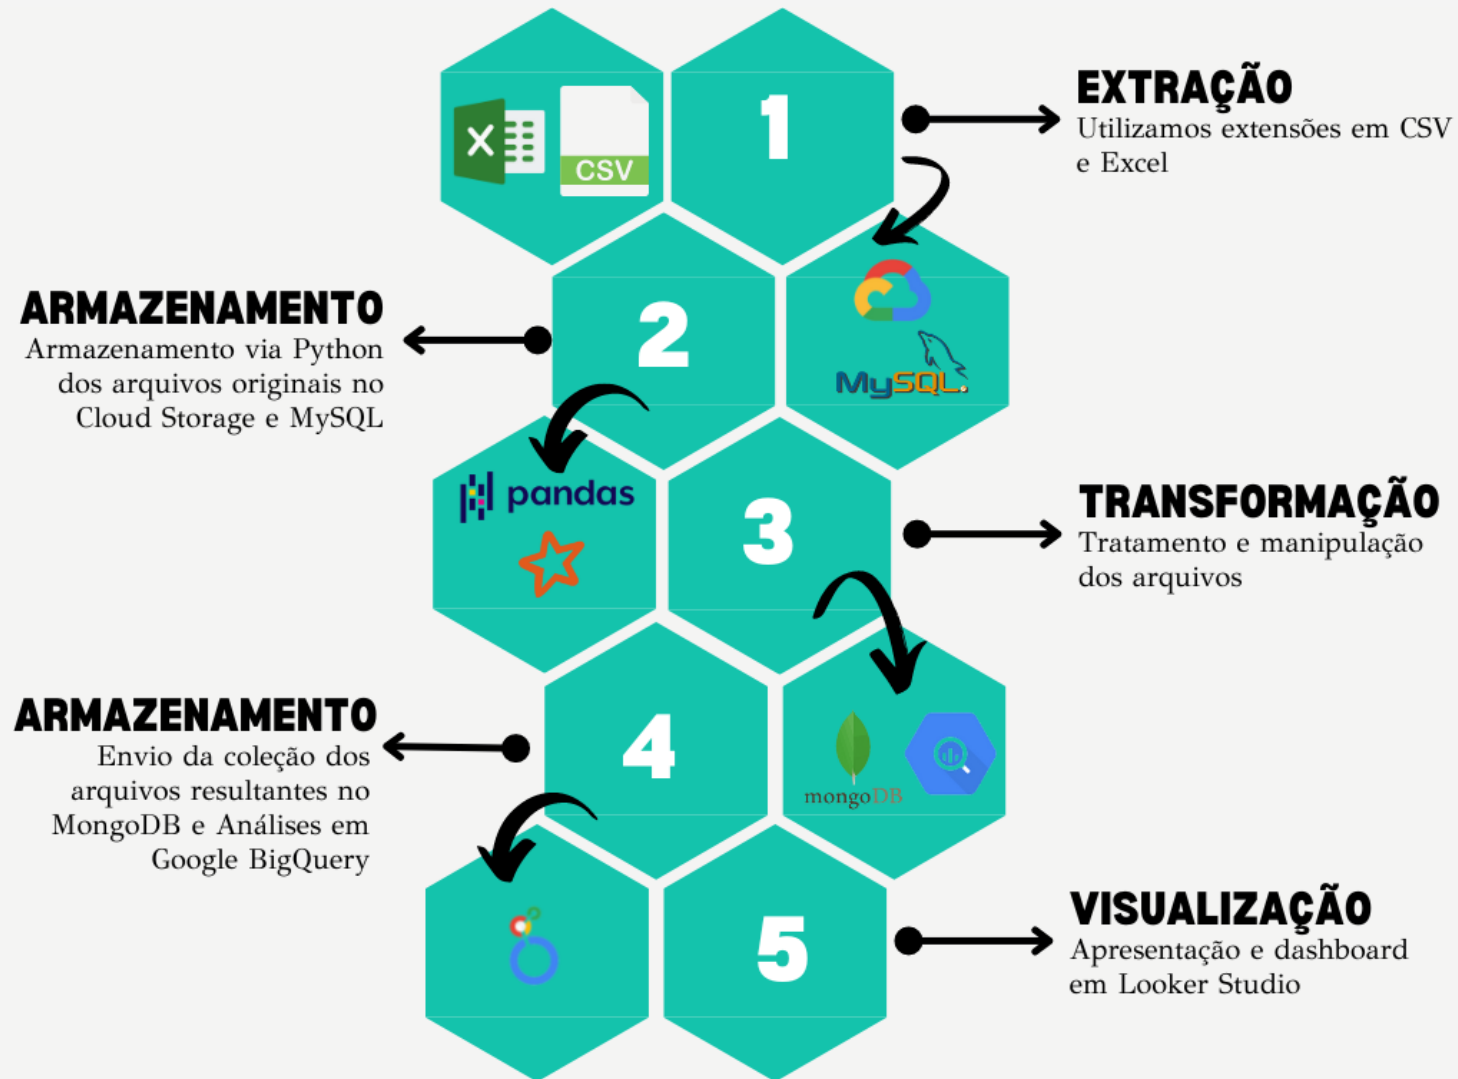 CSV
1
EXTRAÇÃO
Utilizamos extensões em CSV
e Excel
ARMAZENAMENTO
Armazenamento via Python
dos arquivos originais no
Cloud Storage e MySQL
2
MySQL
pandas
3
TRANSFORMAÇÃO
Tratamento e manipulação
dos arquivos
ARMAZENAMENTO
Envio da coleção dos
arquivos resultantes no
MongoDB e Análises em
Google BigQuery
4
mongoDB
5
VISUALIZAÇÃO
Apresentação e dashboard
em Looker Studio